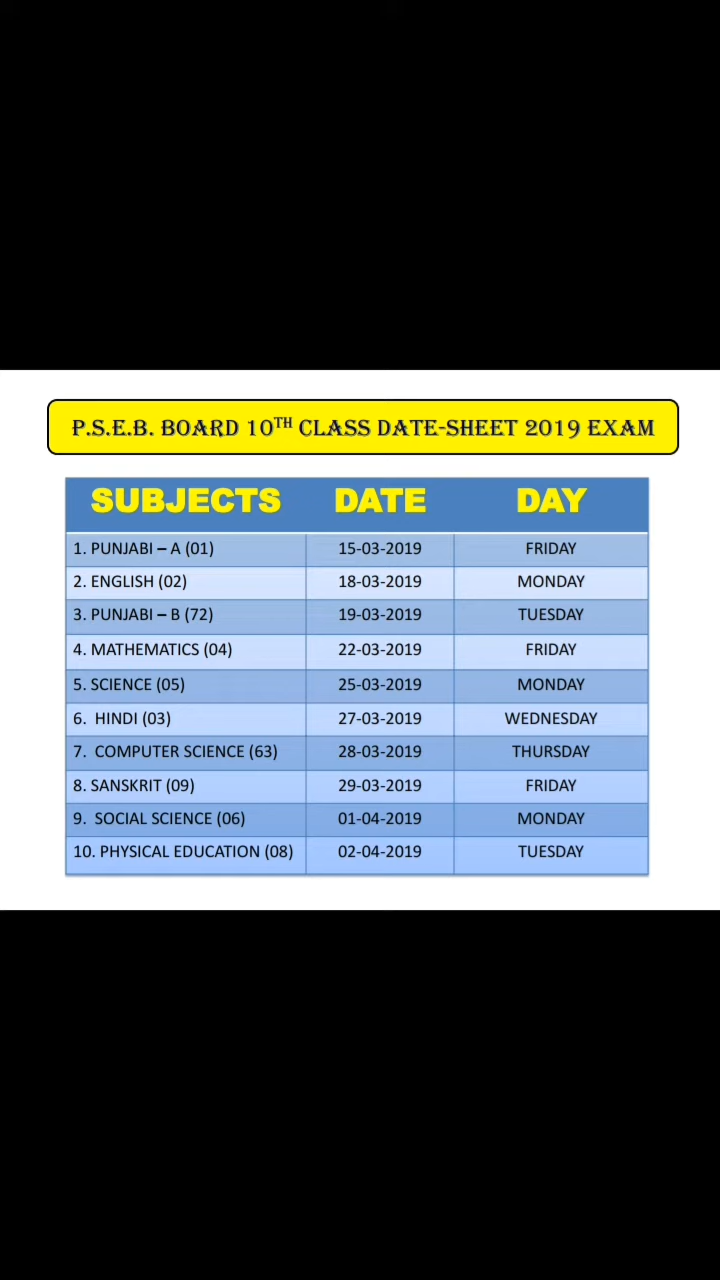 P.S.E.B. BOARD 10TH CLASS DATE-SHEET 2019 EXAM
SUBJECTS DATE DAY
1. PUNJABI – A (01) 15-03-2019 FRIDAY
2. ENGLISH (02) 18-03-2019 MONDAY
3. PUNJABI – B (72) 19-03-2019 TUESDAY
4. MATHEMATICS (04) 22-03-2019 FRIDAY
5. SCIENCE (05) 25-03-2019 MONDAY
6. HINDI (03) 27-03-2019 WEDNESDAY
7. COMPUTER SCIENCE (63) 28-03-2019 THURSDAY
8. SANSKRIT (09) 29-03-2019 FRIDAY
9. SOCIAL SCIENCE (06) 01-04-2019 MONDAY
10. PHYSICAL EDUCATION (08) 02-04-2019 TUESDAY